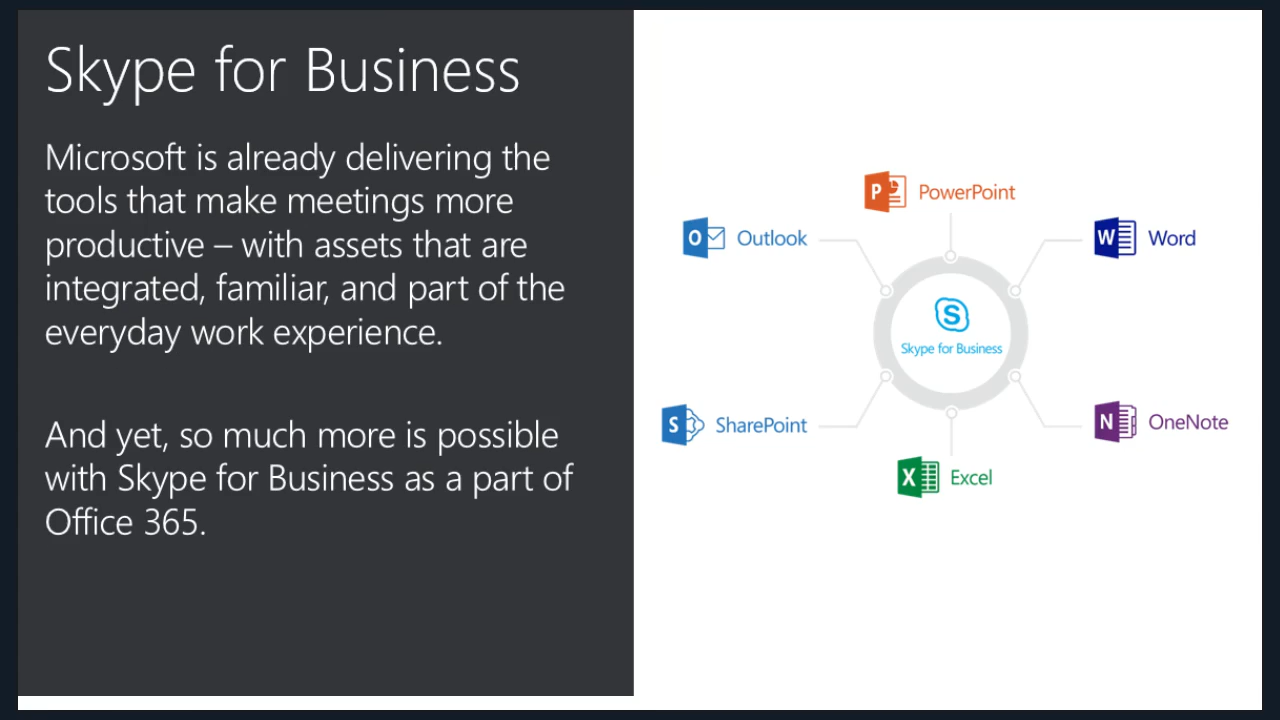 Skype for Business
Microsoft is already delivering the
tools that make meetings more
productive – with assets that are
integrated, familiar, and part of the
everyday work experience.
And yet, so much more is possible
with Skype for Business as a part of
Office 365.
P PowerPoint
O Outlook
W Word
S
Skype for Business
S SharePoint
N OneNote
X Excel